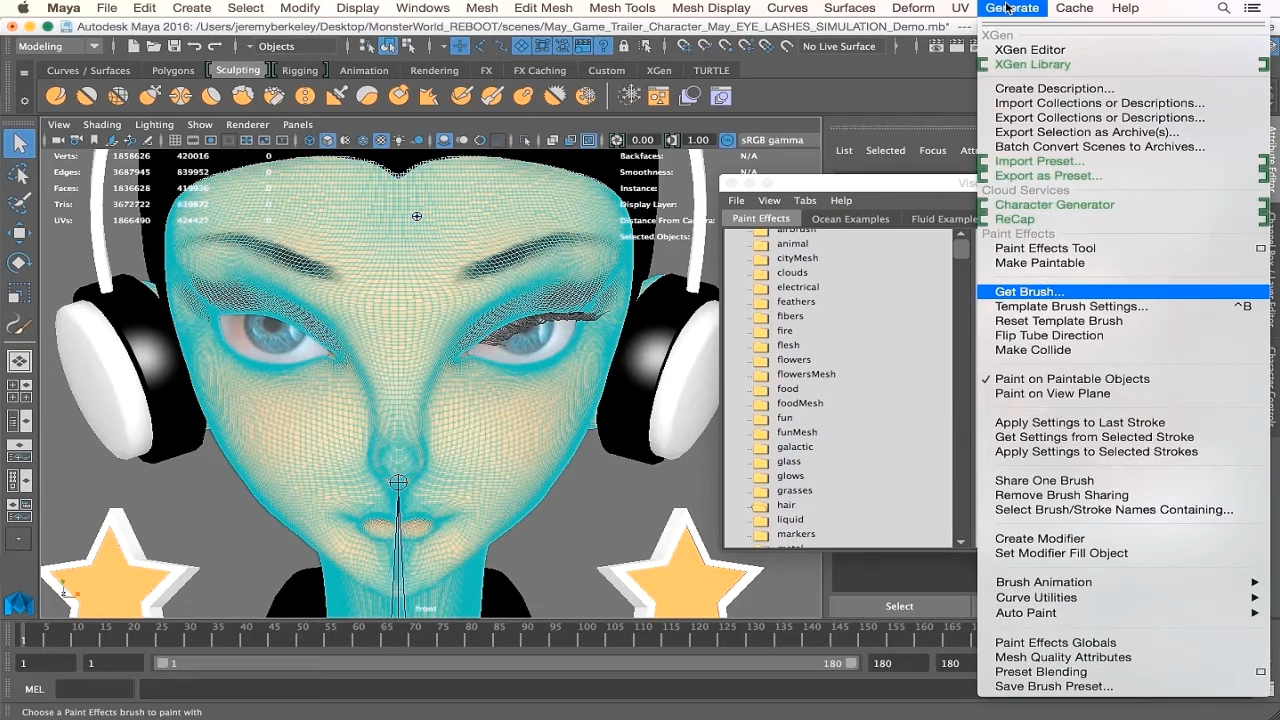 Maya File Edit Create Select Modify Display Windows Mesh Edit Mesh Mesh Tools Mesh Display Curves Surfaces Deform UV Generate Cache Help
Autodesk Maya 2016: /Users/jeremyberkeley/Desktop/MonsterWorld_REBOOT/scenes/May_Game_Trailer_Character_May_EYE_LASHES_SIMULATION_Demo.mb*
Modeling Objects No Live Surface
Curves / Surfaces Polygons Sculpting Rigging Animation Rendering FX FX Caching Custom XGen TURTLE
View Shading Lighting Show Renderer Panels
0.00 1.00 sRGB gamma
List Selected Focus
Verts: 1858626 420016 0
Edges: 3687945 0
Faces: 1836628 0
Tris: 3672722 0
UVs: 1866490 0
Backfaces: N/A
Smoothness: N/A
Instance:
Display Layer:
Distance From Camera:
Selected Objects:
File View Tabs Help
Paint Effects Ocean Examples Fluid Example
airbrush
animal
cityMesh
clouds
electrical
feathers
fibers
fire
flesh
flowers
flowersMesh
food
foodMesh
fun
funMesh
galactic
glass
glows
grasses
hair
liquid
markers
XGen
XGen Editor
XGen Library
Create Description...
Import Collections or Descriptions...
Export Collections or Descriptions...
Export Selection as Archive(s)...
Batch Convert Scenes to Archives...
Import Preset...
Export as Preset...
Cloud Services
Character Generator
ReCap
Paint Effects
Paint Effects Tool
Make Paintable
Get Brush...
Template Brush Settings... ^B
Reset Template Brush
Flip Tube Direction
Make Collide
✓ Paint on Paintable Objects
Paint on View Plane
Apply Settings to Last Stroke
Get Settings from Selected Stroke
Apply Settings to Selected Strokes
Share One Brush
Remove Brush Sharing
Select Brush/Stroke Names Containing...
Create Modifier
Set Modifier Fill Object
Brush Animation
Curve Utilities
Auto Paint
Paint Effects Globals
Mesh Quality Attributes
Preset Blending
Save Brush Preset...
front
Select
5 10 15 20 25 30 35 40 45 50 55 60 65 70 75 80 85 90 95 100 105 110 115 120 125 130 135 140 145 150 155 160 165
1 1 1 180 180 180
MEL
Choose a Paint Effects brush to paint with